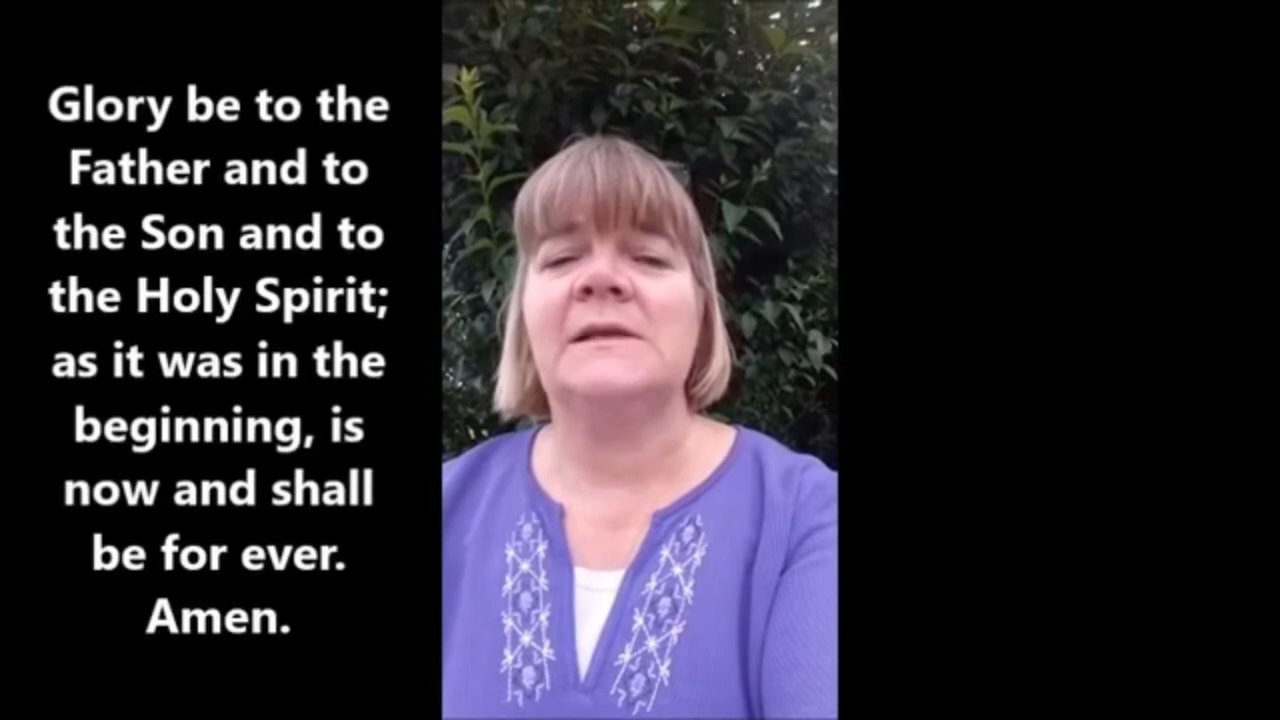 Glory be to the
Father and to
the Son and to
the Holy Spirit;
as it was in the
beginning, is
now and shall
be for ever.
Amen.